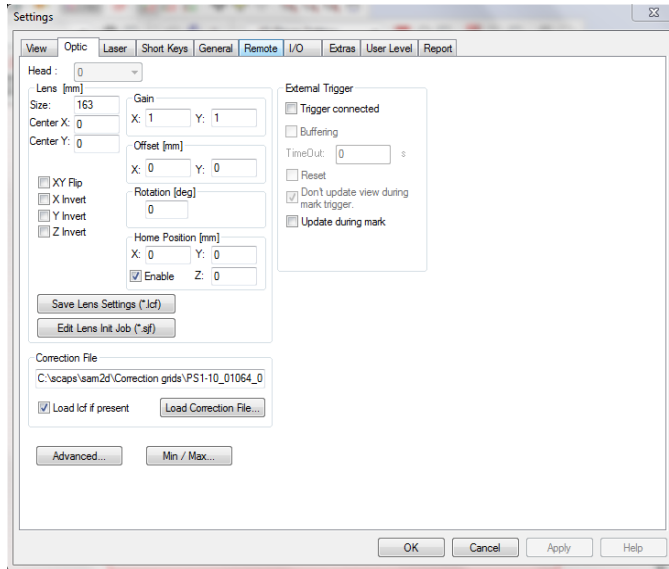 Settings
View Optic Laser Short Keys General Remote I/O Extras User Level Report
Head : 0
Lens [mm]
Size: 163
Center X: 0
Center Y: 0
XY Flip
X Invert
Y Invert
Z Invert
Gain
X: 1 Y: 1
Offset [mm]
X: 0 Y: 0
Rotation [deg]
0
Home Position [mm]
X: 0 Y: 0
Enable Z: 0
Save Lens Settings (*.lcf)
Edit Lens Init Job (*.sjf)
Correction File
C:\scaps\sam2d\Correction grids\PS1-10_01064_0
Load lcf if present Load Correction File...
Advanced... Min / Max...
External Trigger
Trigger connected
Buffering
TimeOut: 0 s
Reset
Don't update view during
mark trigger.
Update during mark
OK Cancel Apply Help